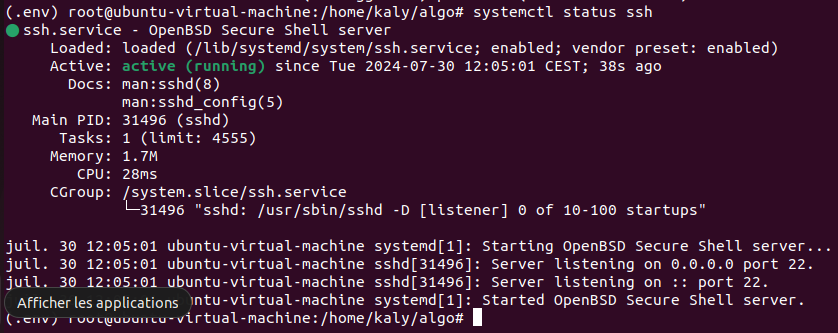 (.env) root@ubuntu-virtual-machine:/home/kaly/algo# systemctl status ssh
● ssh.service - OpenBSD Secure Shell server
     Loaded: loaded (/lib/systemd/system/ssh.service; enabled; vendor preset: enabled)
     Active: active (running) since Tue 2024-07-30 12:05:01 CEST; 38s ago
       Docs: man:sshd(8)
             man:sshd_config(5)
   Main PID: 31496 (sshd)
      Tasks: 1 (limit: 4555)
     Memory: 1.7M
        CPU: 28ms
     CGroup: /system.slice/ssh.service
             └─31496 "sshd: /usr/sbin/sshd -D [listener] 0 of 10-100 startups"
juil. 30 12:05:01 ubuntu-virtual-machine systemd[1]: Starting OpenBSD Secure Shell server...
juil. 30 12:05:01 ubuntu-virtual-machine sshd[31496]: Server listening on 0.0.0.0 port 22.
juil. 30 12:05:01 ubuntu-virtual-machine sshd[31496]: Server listening on :: port 22.
Afficher les applications
ubuntu-virtual-machine systemd[1]: Started OpenBSD Secure Shell server.
(.env) root@ubuntu-virtual-machine:/home/kaly/algo#